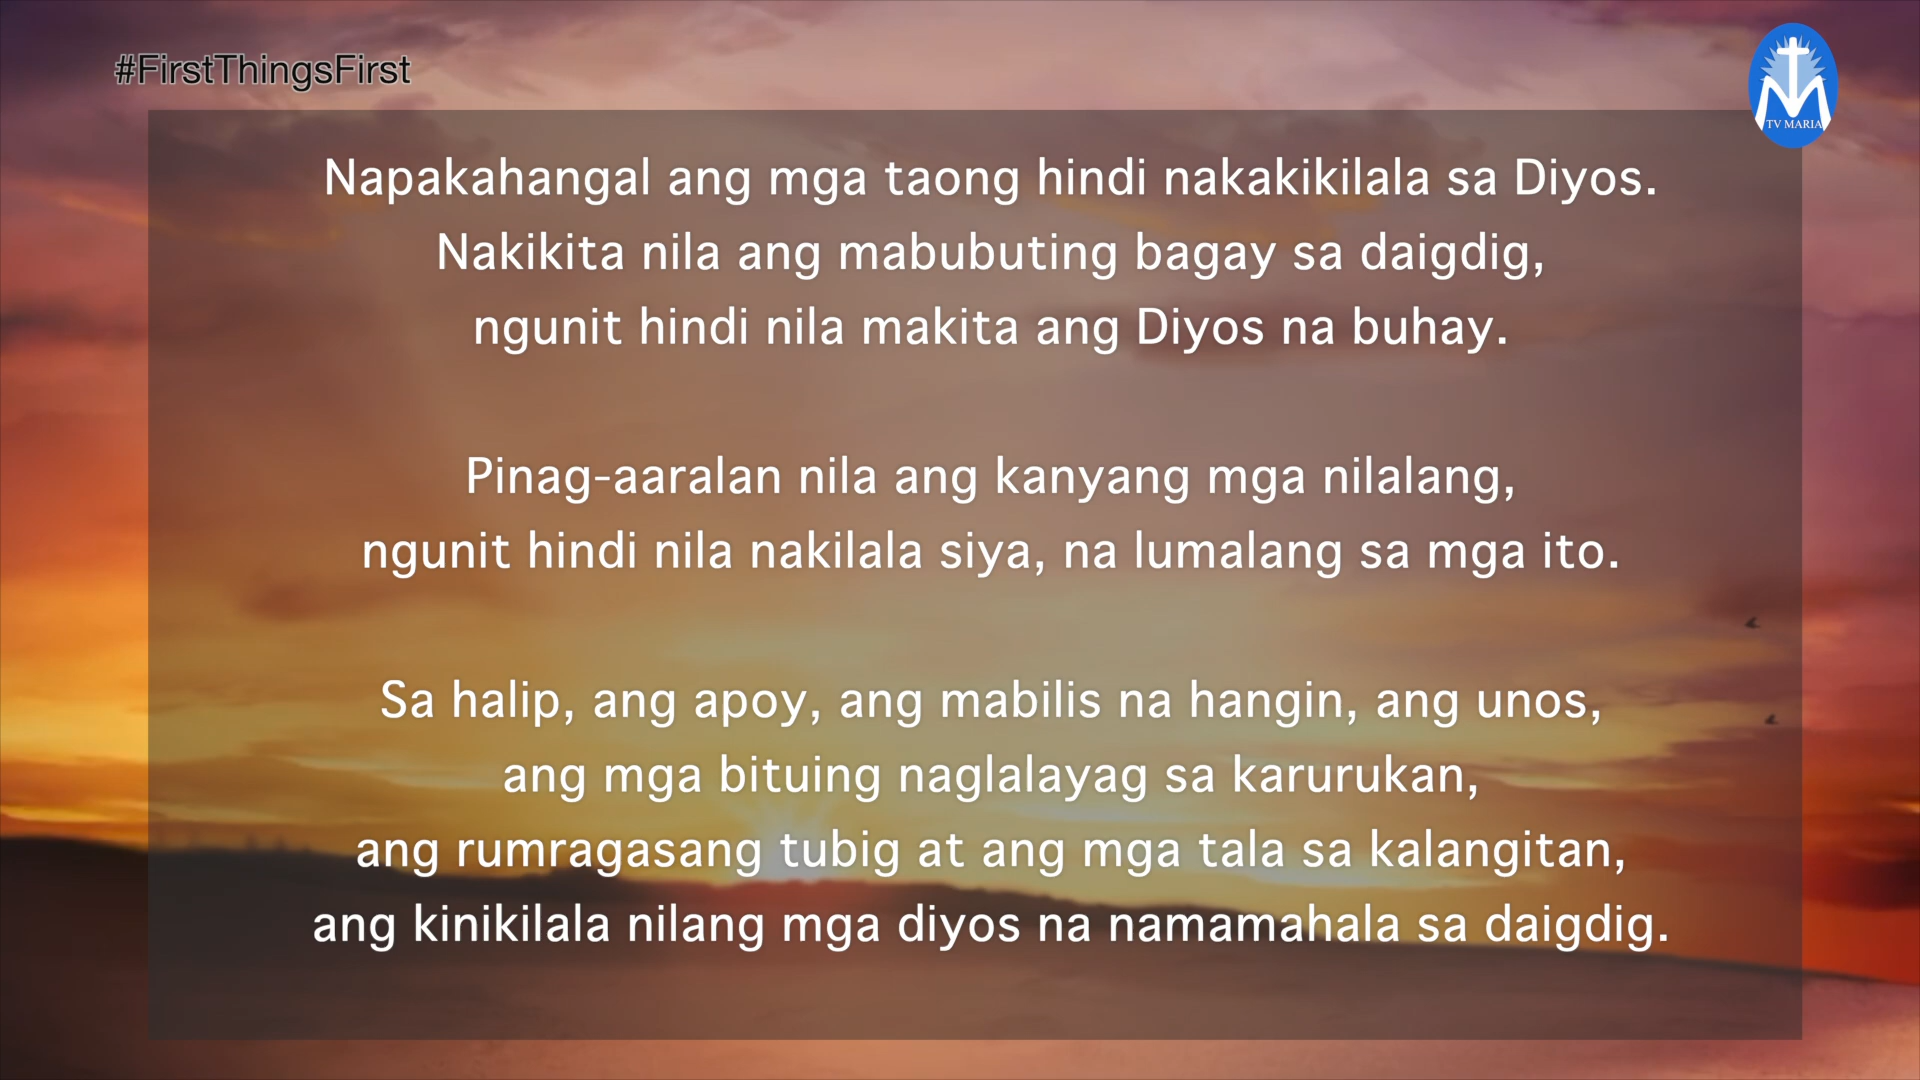 #FirstThingsFirst
TV MARIA
Napakahangal ang mga taong hindi nakakikilala sa Diyos.
Nakikita nila ang mabubuting bagay sa daigdig,
ngunit hindi nila makita ang Diyos na buhay.
Pinag-aaralan nila ang kanyang mga nilalang,
ngunit hindi nila nakilala siya, na lumalang sa mga ito.
Sa halip, ang apoy, ang mabilis na hangin, ang unos,
ang mga bituing naglalayag sa karurukan,
ang rumragasang tubig at ang mga tala sa kalangitan,
ang kinikilala nilang mga diyos na namamahala sa daigdig.